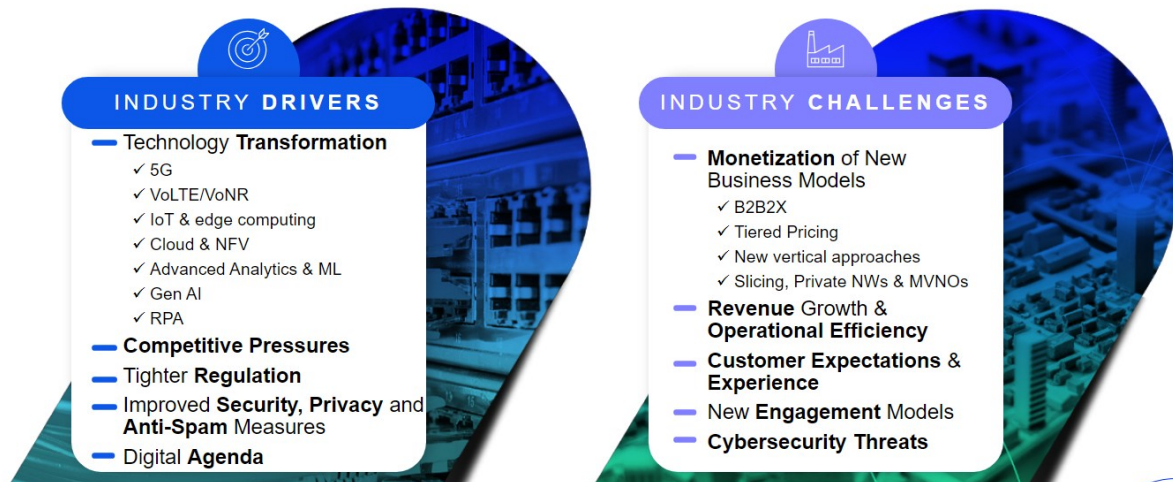 INDUSTRY DRIVERS
Technology Transformation
✓ 5G
✓ VoLTE/VoNR
✓ IoT & edge computing
✓ Cloud & NFV
✓ Advanced Analytics & ML
✓ Gen AI
✓ RPA
Competitive Pressures
Tighter Regulation
Improved Security, Privacy and
Anti-Spam Measures
Digital Agenda
INDUSTRY CHALLENGES
Monetization of New
Business Models
✓ B2B2X
✓ Tiered Pricing
✓ New vertical approaches
✓ Slicing, Private NWs & MVNOs
Revenue Growth &
Operational Efficiency
Customer Expectations &
Experience
New Engagement Models
Cybersecurity Threats